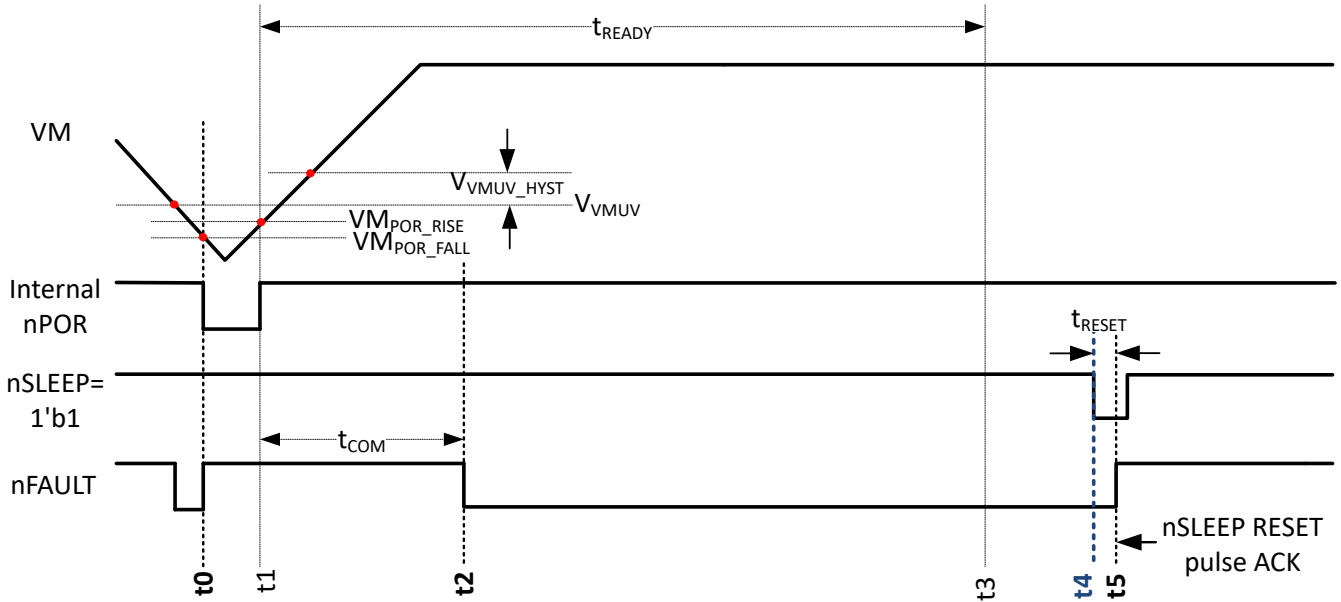 tREADY
VM
VVMUV_HYST
VVMUV
VMPOR_RISE
VMPOR_FALL
Internal
nPOR
tRESET
nSLEEP=
1'b1
tCOM
nFAULT
nSLEEP RESET
pulse ACK
t0
t1
t2
t3
t4
t5